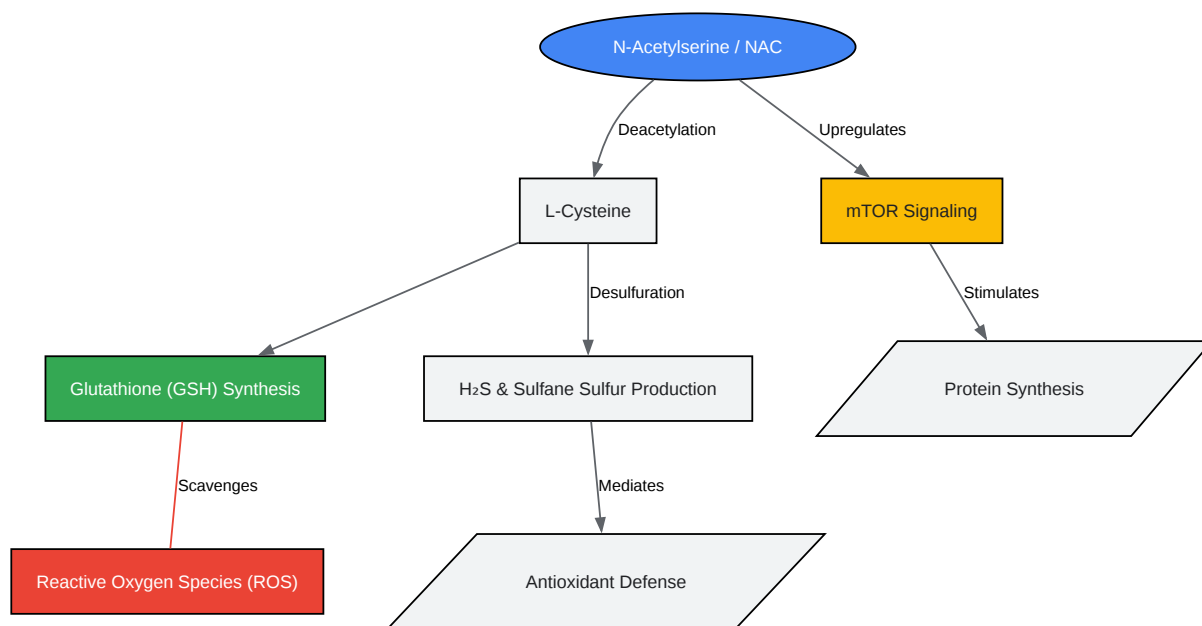 N-Acetylserine / NAC
Deacetylation
Upregulates
L-Cysteine
mTOR Signaling
Desulfuration
Stimulates
Glutathione (GSH) Synthesis
H₂S & Sulfane Sulfur Production
Protein Synthesis
Scavenges
Mediates
Reactive Oxygen Species (ROS)
Antioxidant Defense